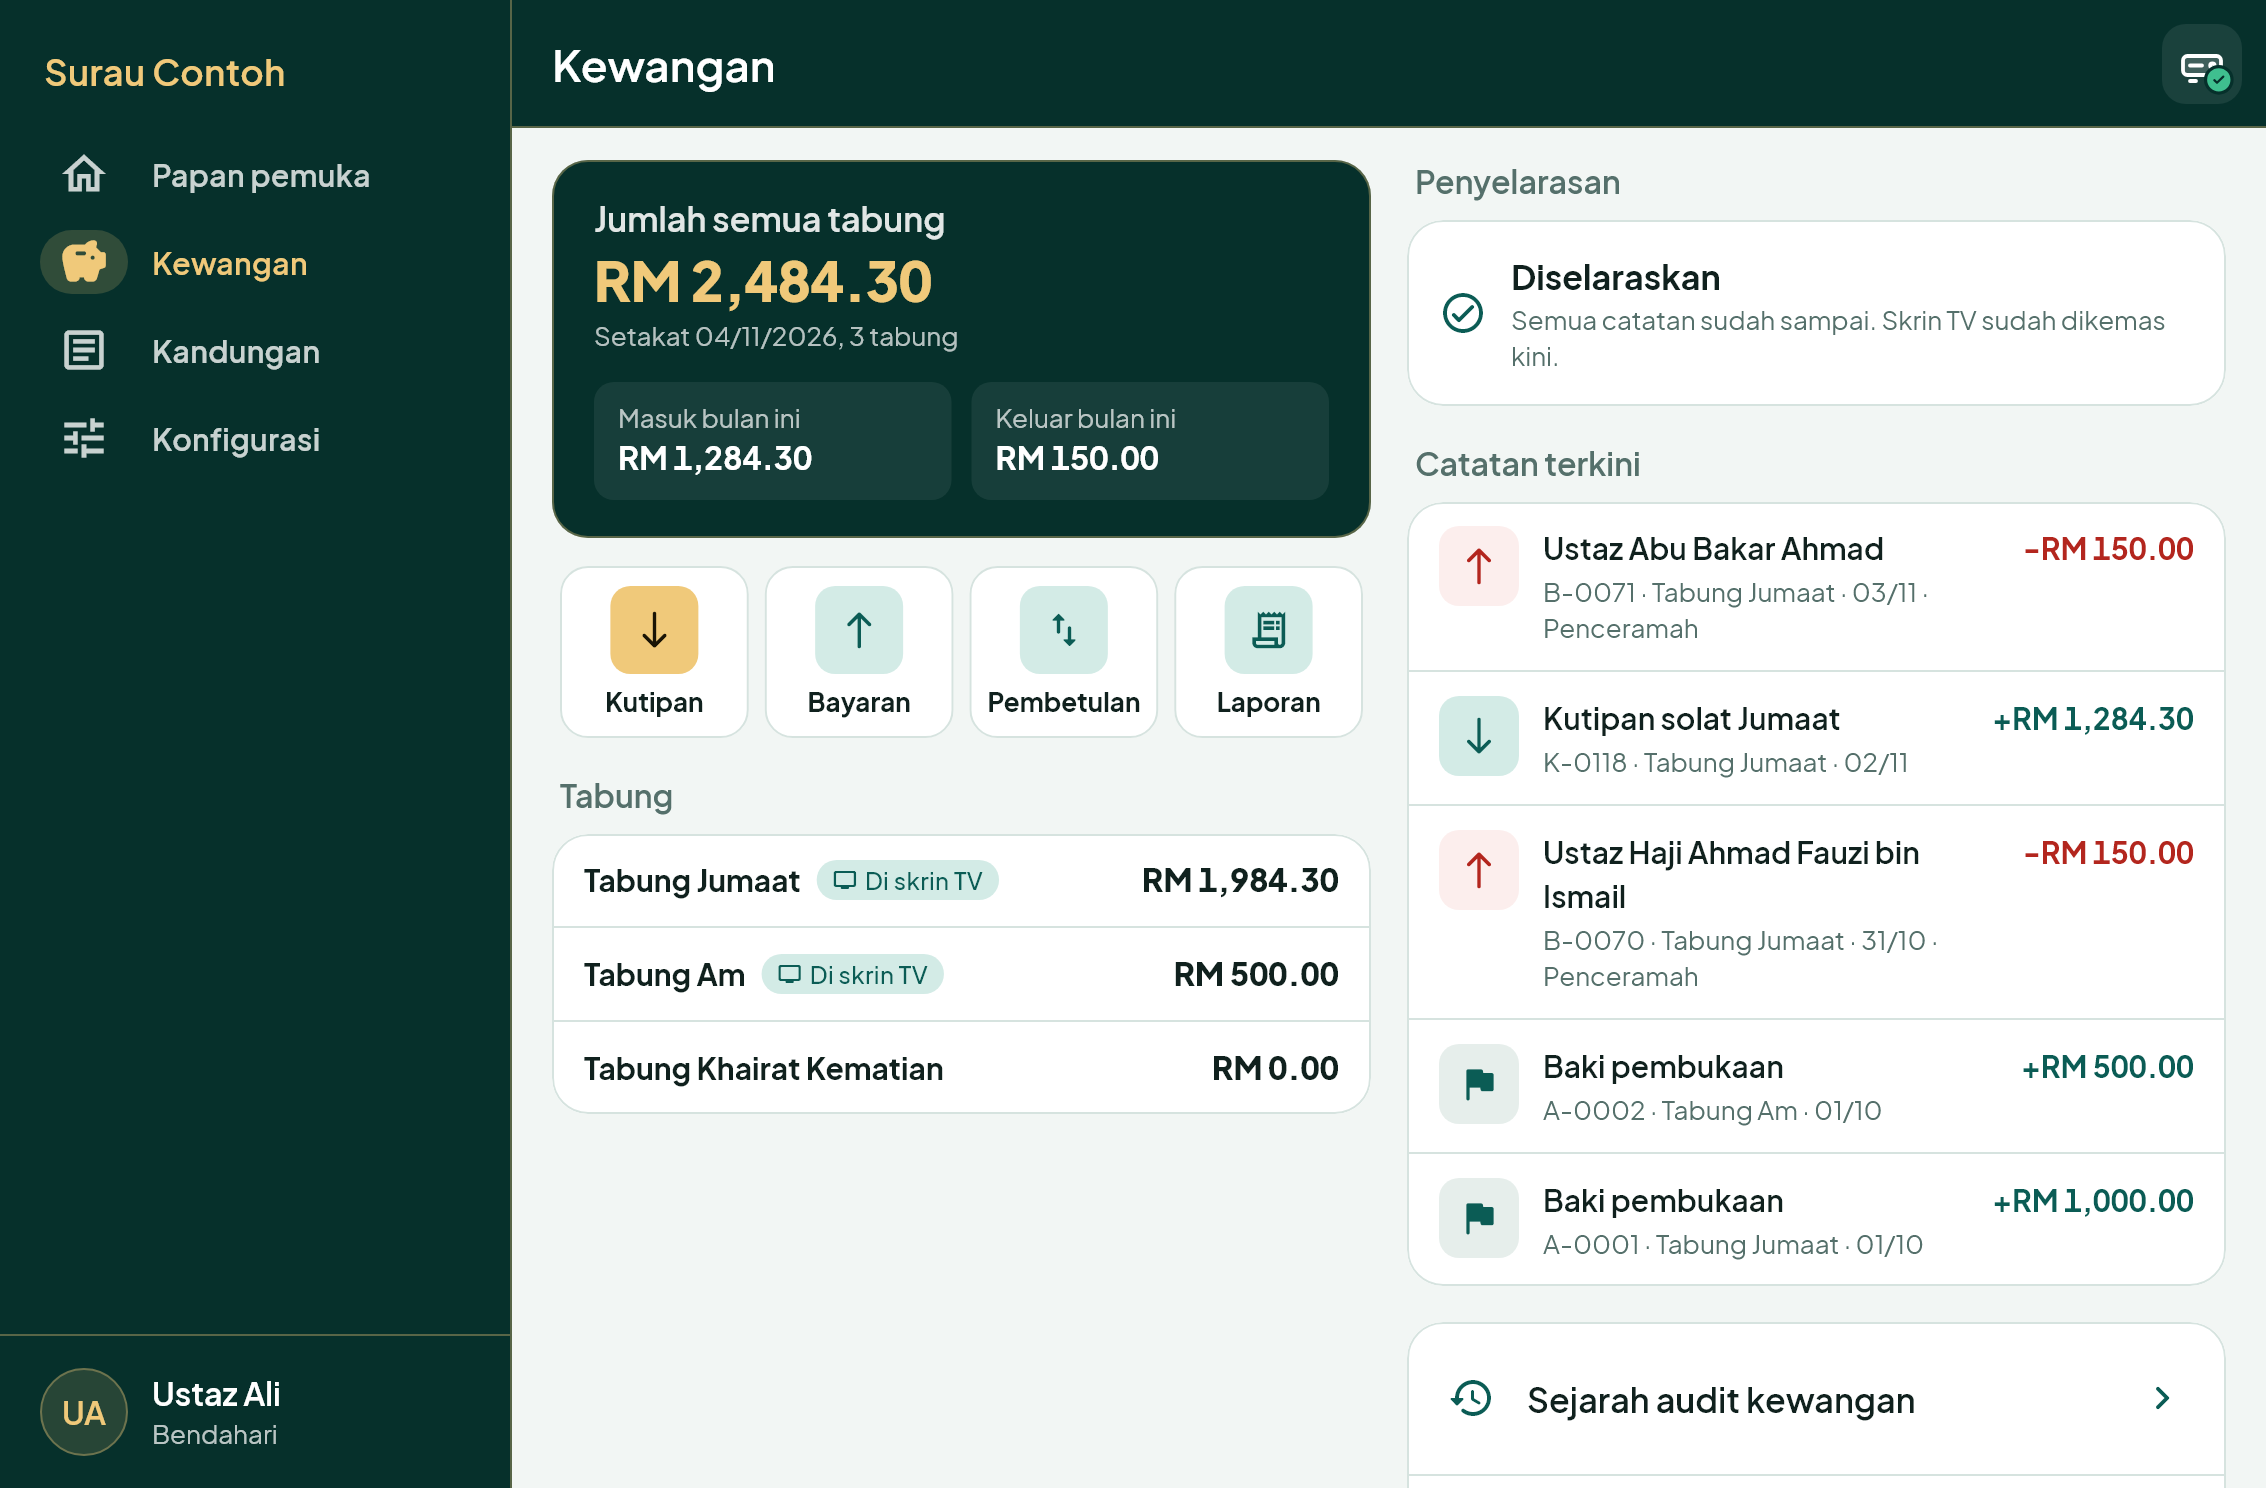 Surau Contoh
Papan pemuka
Kewangan
Kandungan
Konfigurasi
Ustaz Ali
Bendahari
UA
Kewangan
Jumlah semua tabung
RM 2,484.30
Setakat 04/11/2026, 3 tabung
Masuk bulan ini
RM 1,284.30
Keluar bulan ini
RM 150.00
Kutipan
Bayaran
Pembetulan
Laporan
Tabung
Tabung Jumaat Di skrin TV RM 1,984.30
Tabung Am Di skrin TV RM 500.00
Tabung Khairat Kematian RM 0.00
Penyelarasan
Diselaraskan
Semua catatan sudah sampai. Skrin TV sudah dikemas
kini.
Catatan terkini
Ustaz Abu Bakar Ahmad −RM 150.00
B-0071 · Tabung Jumaat · 03/11 ·
Penceramah
Kutipan solat Jumaat +RM 1,284.30
K-0118 · Tabung Jumaat · 02/11
Ustaz Haji Ahmad Fauzi bin −RM 150.00
Ismail
B-0070 · Tabung Jumaat · 31/10 ·
Penceramah
Baki pembukaan +RM 500.00
A-0002 · Tabung Am · 01/10
Baki pembukaan +RM 1,000.00
A-0001 · Tabung Jumaat · 01/10
Sejarah audit kewangan